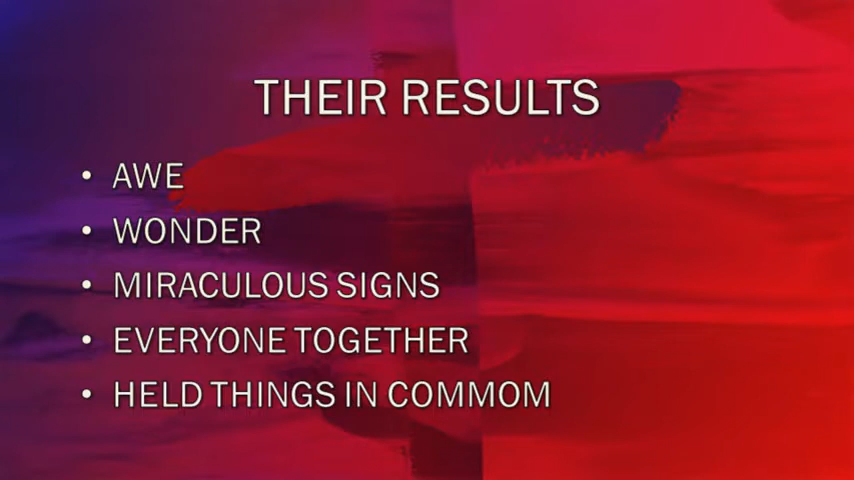 THEIR RESULTS
• AWE
• WONDER
• MIRACULOUS SIGNS
• EVERYONE TOGETHER
• HELD THINGS IN COMMOM